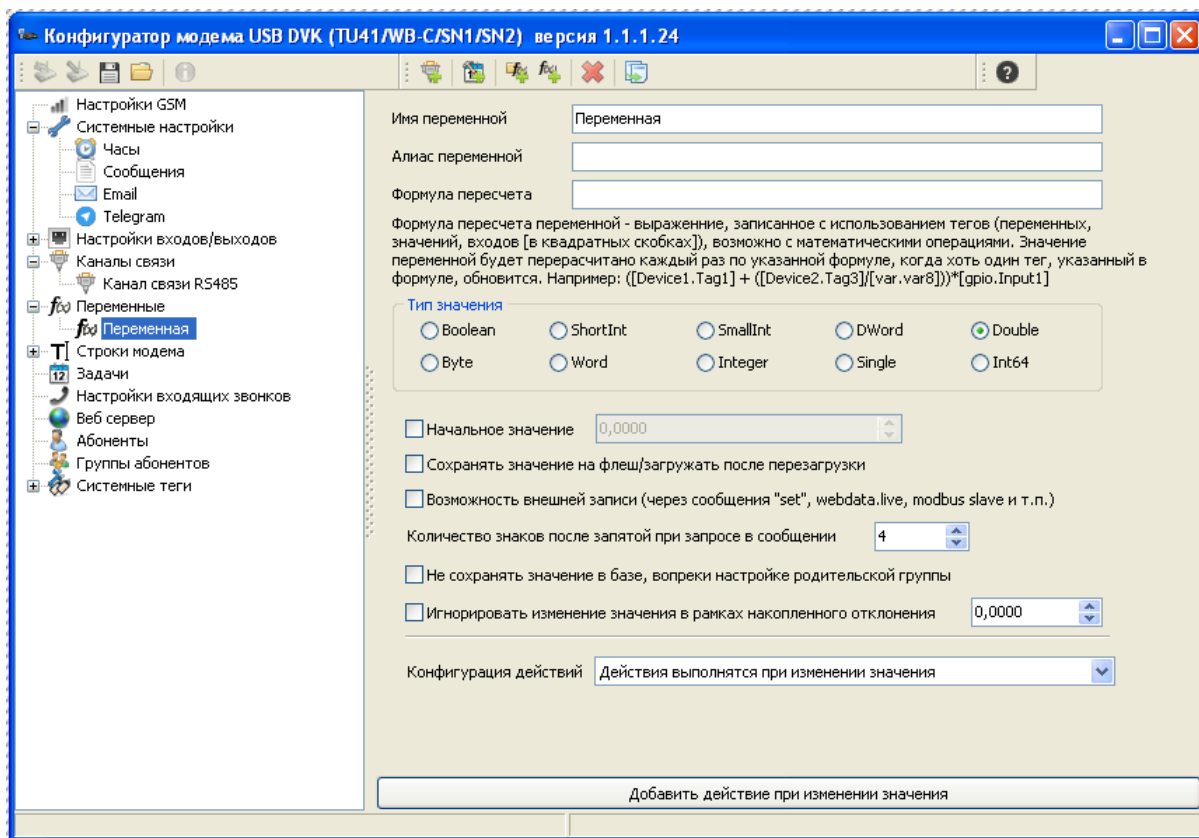 Конфигуратор модема USB DVK (TU41/WB-C/SN1/SN2) версия 1.1.1.24
Настройки GSM
Системные настройки
Часы
Сообщения
Email
Telegram
Настройки входов/выходов
Каналы связи
Канал связи RS485
f(x) Переменные
f(x) Переменная
Строки модема
12 Задачи
Настройки входящих звонков
Веб сервер
Абоненты
Группы абонентов
Системные теги
Имя переменной Переменная
Алиас переменной
Формула пересчета
Формула пересчета переменной - выраженние, записанное с использованием тегов (переменных,
значений, входов [в квадратных скобках]), возможно с математическими операциями. Значение
переменной будет перерасчитано каждый раз по указанной формуле, когда хоть один тег, указанный в
формуле, обновится. Например: ([Device1.Tag1] + ([Device2.Tag3]/[var.var8]))*[gpio.Input1]
Тип значения
Boolean ShortInt SmallInt DWord Double
Byte Word Integer Single Int64
Начальное значение 0,0000
Сохранять значение на флеш/загружать после перезагрузки
Возможность внешней записи (через сообщения "set", webdata.live, modbus slave и т.п.)
Количество знаков после запятой при запросе в сообщении 4
Не сохранять значение в базе, вопреки настройке родительской группы
Игнорировать изменение значения в рамках накопленного отклонения 0,0000
Конфигурация действий Действия выполнятся при изменении значения
Добавить действие при изменении значения